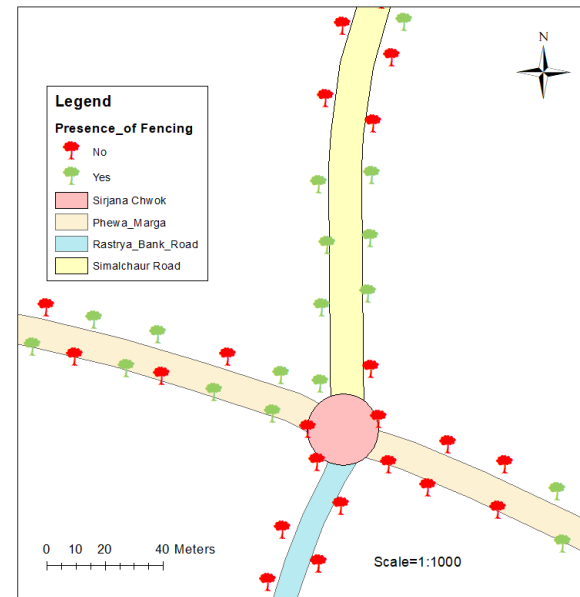 N
Legend
Presence_of Fencing
No
Yes
Sirjana Chwok
Phewa_Marga
Rastrya_Bank_Road
Simalchaur Road
0 10 20 40 Meters
Scale=1:1000